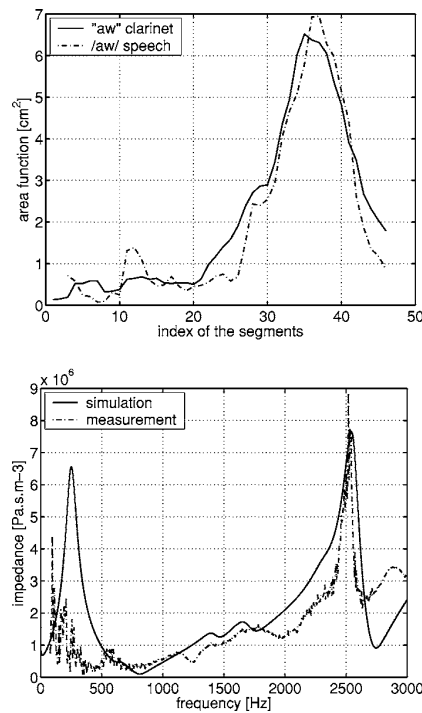 7
6
5
4
3
2
1
0
area function [cm²]
"aw" clarinet
/aw/ speech
0 10 20 30 40 50
index of the segments
x 10⁶
9
8
7
6
5
4
3
2
1
0
impedance [Pa.s.m−3]
simulation
measurement
0 500 1000 1500 2000 2500 3000
frequency [Hz]